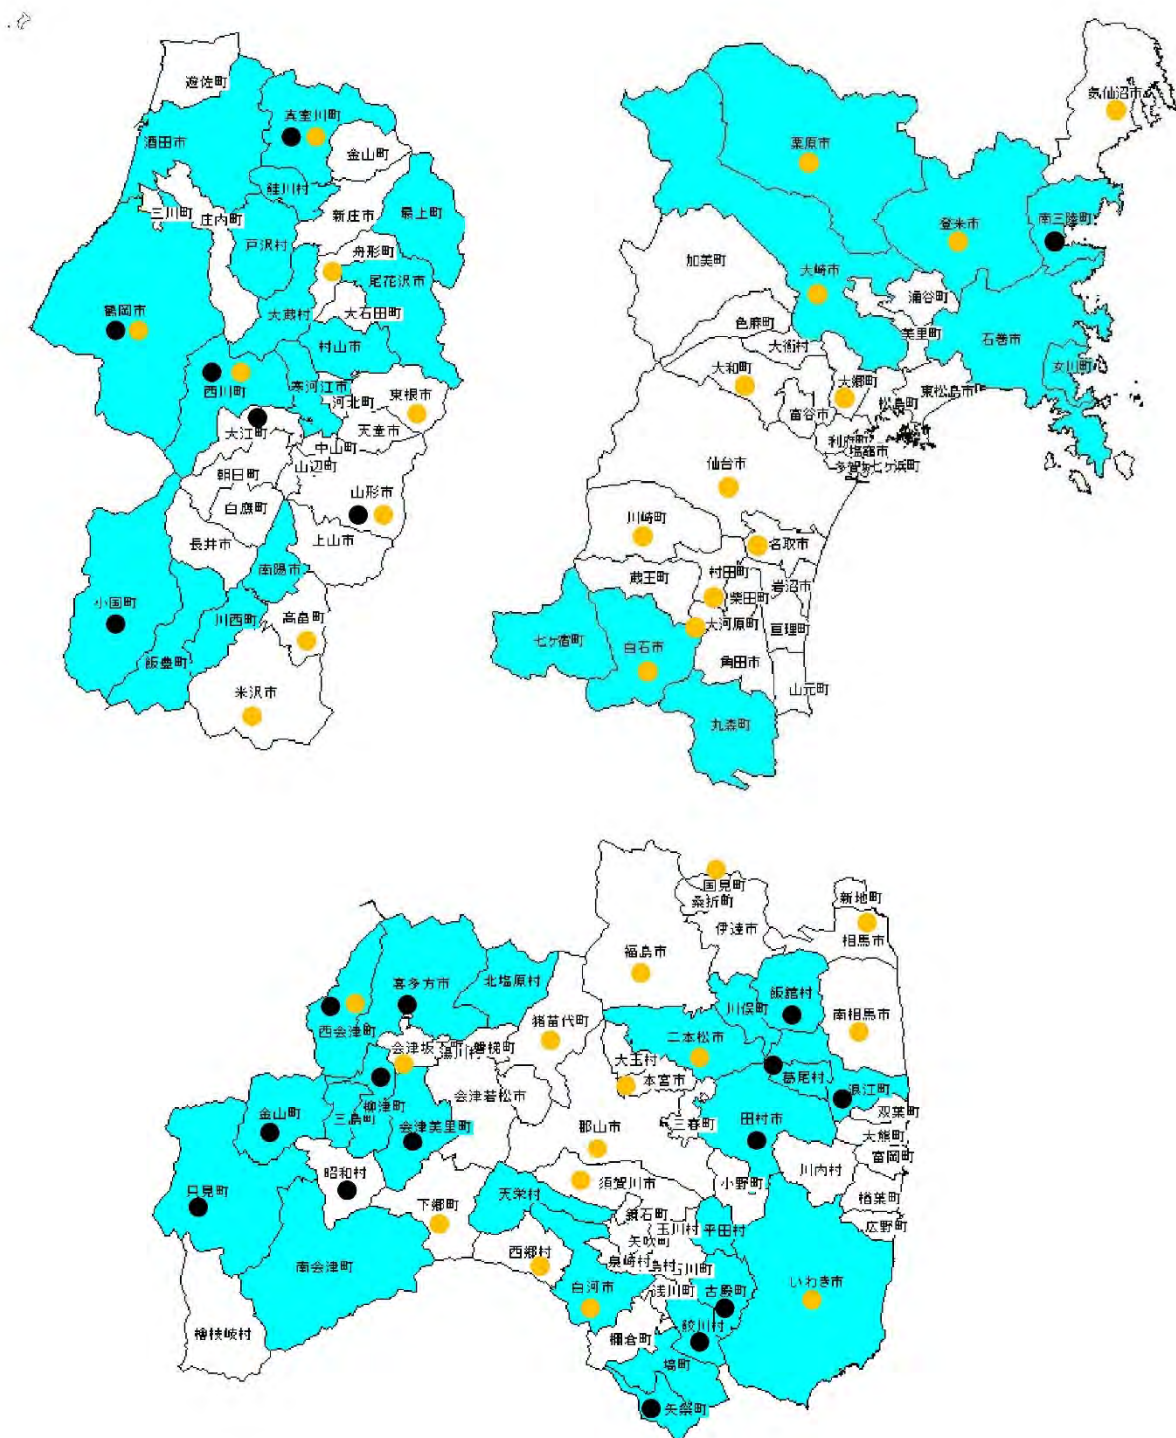 遊佐町
真室川町
酒田市
金山町
鮭川村
三川町
庄内町
新庄市
最上町
戸沢村
舟形町
尾花沢市
鶴岡市
大蔵村
大石田町
村山市
西川町
寒河江市
河北町
東根市
大江町
天童市
中山町
山辺町
朝日町
山形市
白鷹町
長井市
上山市
南陽市
小国町
川西町
高畠町
飯豊町
米沢市
気仙沼市
栗原市
登米市
南三陸町
加美町
大崎市
涌谷町
色麻町
美里町
石巻市
大衡村
女川町
大和町
大郷町
東松島市
富谷市
松島町
利府町
塩竈市
七ヶ浜町
仙台市
川崎町
名取市
蔵王町
村田町
岩沼市
柴田町
七ヶ宿町
白石市
大河原町
亘理町
角田市
山元町
丸森町
国見町
桑折町
新地町
伊達市
相馬市
福島市
北塩原村
喜多方市
飯舘村
川俣町
南相馬市
西会津町
猪苗代町
二本松市
会津坂下町
磐梯町
大玉村
本宮市
葛尾村
浪江町
柳津町
会津若松市
双葉町
金山町
三島町
会津美里町
三春町
田村市
大熊町
郡山市
富岡町
昭和村
川内村
只見町
小野町
須賀川市
楢葉町
下郷町
天栄村
鏡石町
広野町
玉川村
平田村
矢吹町
西郷村
泉崎村
南会津町
白河市
浅川町
古殿町
いわき市
鮫川村
檜枝岐村
棚倉町
塙町
矢祭町